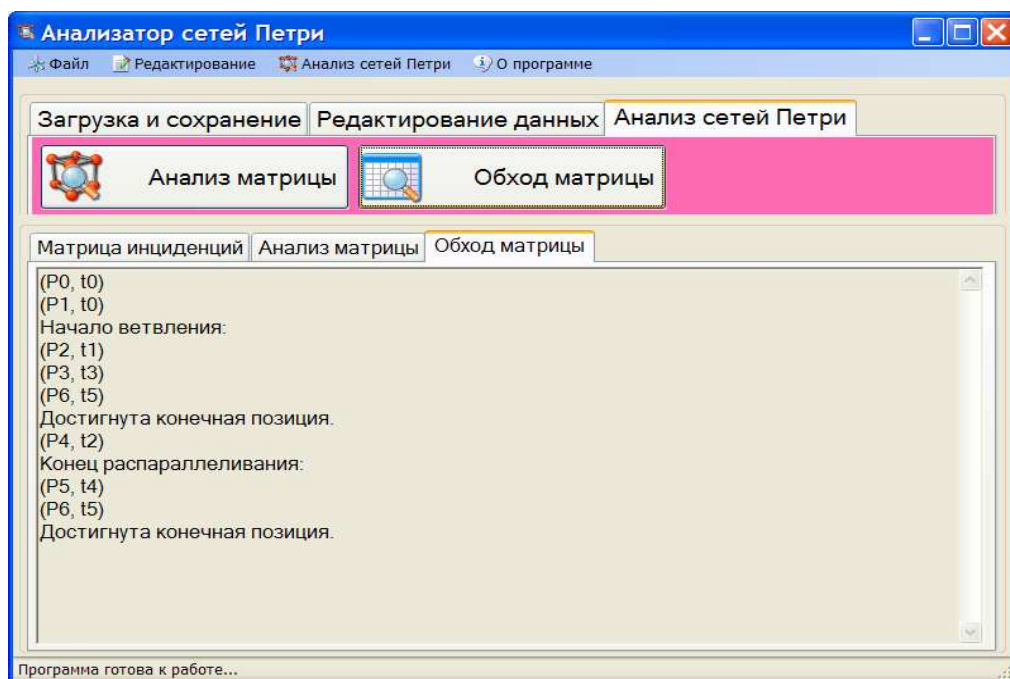 Анализатор сетей Петри
Файл Редактирование Анализ сетей Петри О программе
Загрузка и сохранение Редактирование данных Анализ сетей Петри
Анализ матрицы Обход матрицы
Матрица инциденций Анализ матрицы Обход матрицы
(P0, t0)
(P1, t0)
Начало ветвления:
(P2, t1)
(P3, t3)
(P6, t5)
Достигнута конечная позиция.
(P4, t2)
Конец распараллеливания:
(P5, t4)
(P6, t5)
Достигнута конечная позиция.
Программа готова к работе...